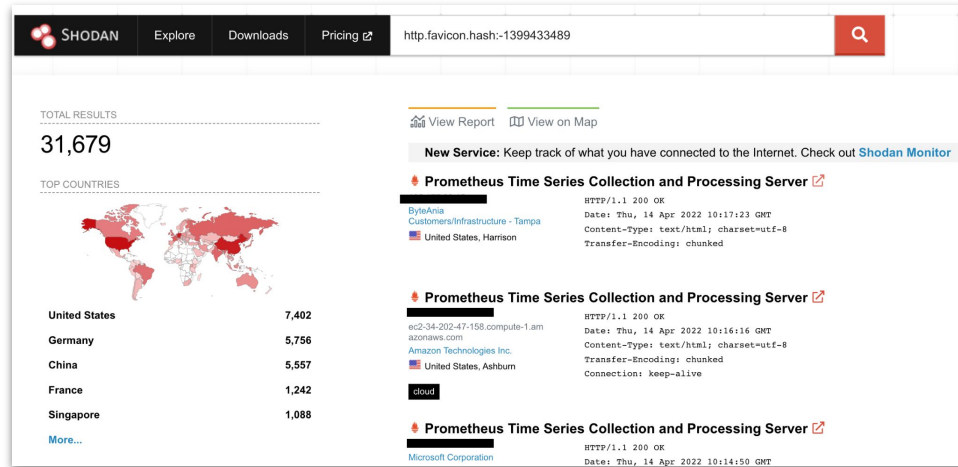 SHODAN Explore Downloads Pricing http.favicon.hash:-1399433489
TOTAL RESULTS
31,679
TOP COUNTRIES
United States 7,402
Germany 5,756
China 5,557
France 1,242
Singapore 1,088
More...
View Report View on Map
New Service: Keep track of what you have connected to the Internet. Check out Shodan Monitor
Prometheus Time Series Collection and Processing Server
ByteAnia
Customers/Infrastructure - Tampa
United States, Harrison
HTTP/1.1 200 OK
Date: Thu, 14 Apr 2022 10:17:23 GMT
Content-Type: text/html; charset=utf-8
Transfer-Encoding: chunked
Prometheus Time Series Collection and Processing Server
ec2-34-202-47-158.compute-1.am
azonaws.com
Amazon Technologies Inc.
United States, Ashburn
cloud
HTTP/1.1 200 OK
Date: Thu, 14 Apr 2022 10:16:16 GMT
Content-Type: text/html; charset=utf-8
Transfer-Encoding: chunked
Connection: keep-alive
Prometheus Time Series Collection and Processing Server
Microsoft Corporation
HTTP/1.1 200 OK
Date: Thu, 14 Apr 2022 10:14:50 GMT